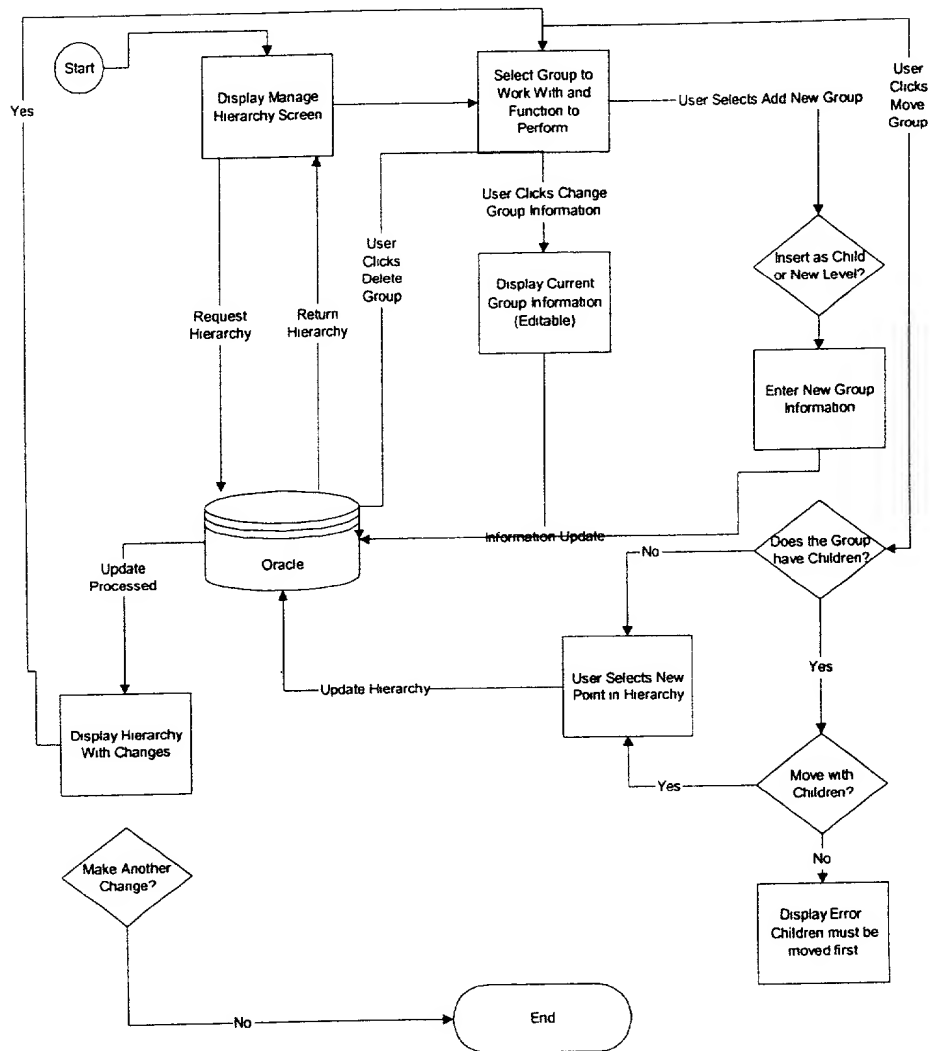 Start
Yes
Display Manage
Hierarchy Screen
Select Group to
Work With and
Function to
Perform
User Selects Add New Group
User
Clicks
Move
Group
User Clicks Change
Group Information
User
Clicks
Delete
Group
Insert as Child
or New Level?
Display Current
Group Information
(Editable)
Request
Hierarchy
Return
Hierarchy
Enter New Group
Information
Information Update
Oracle
Does the Group
have Children?
No
Update
Processed
Yes
User Selects New
Point in Hierarchy
Update Hierarchy
Display Hierarchy
With Changes
Move with
Children?
Yes
No
Make Another
Change?
Display Error
Children must be
moved first
No
End